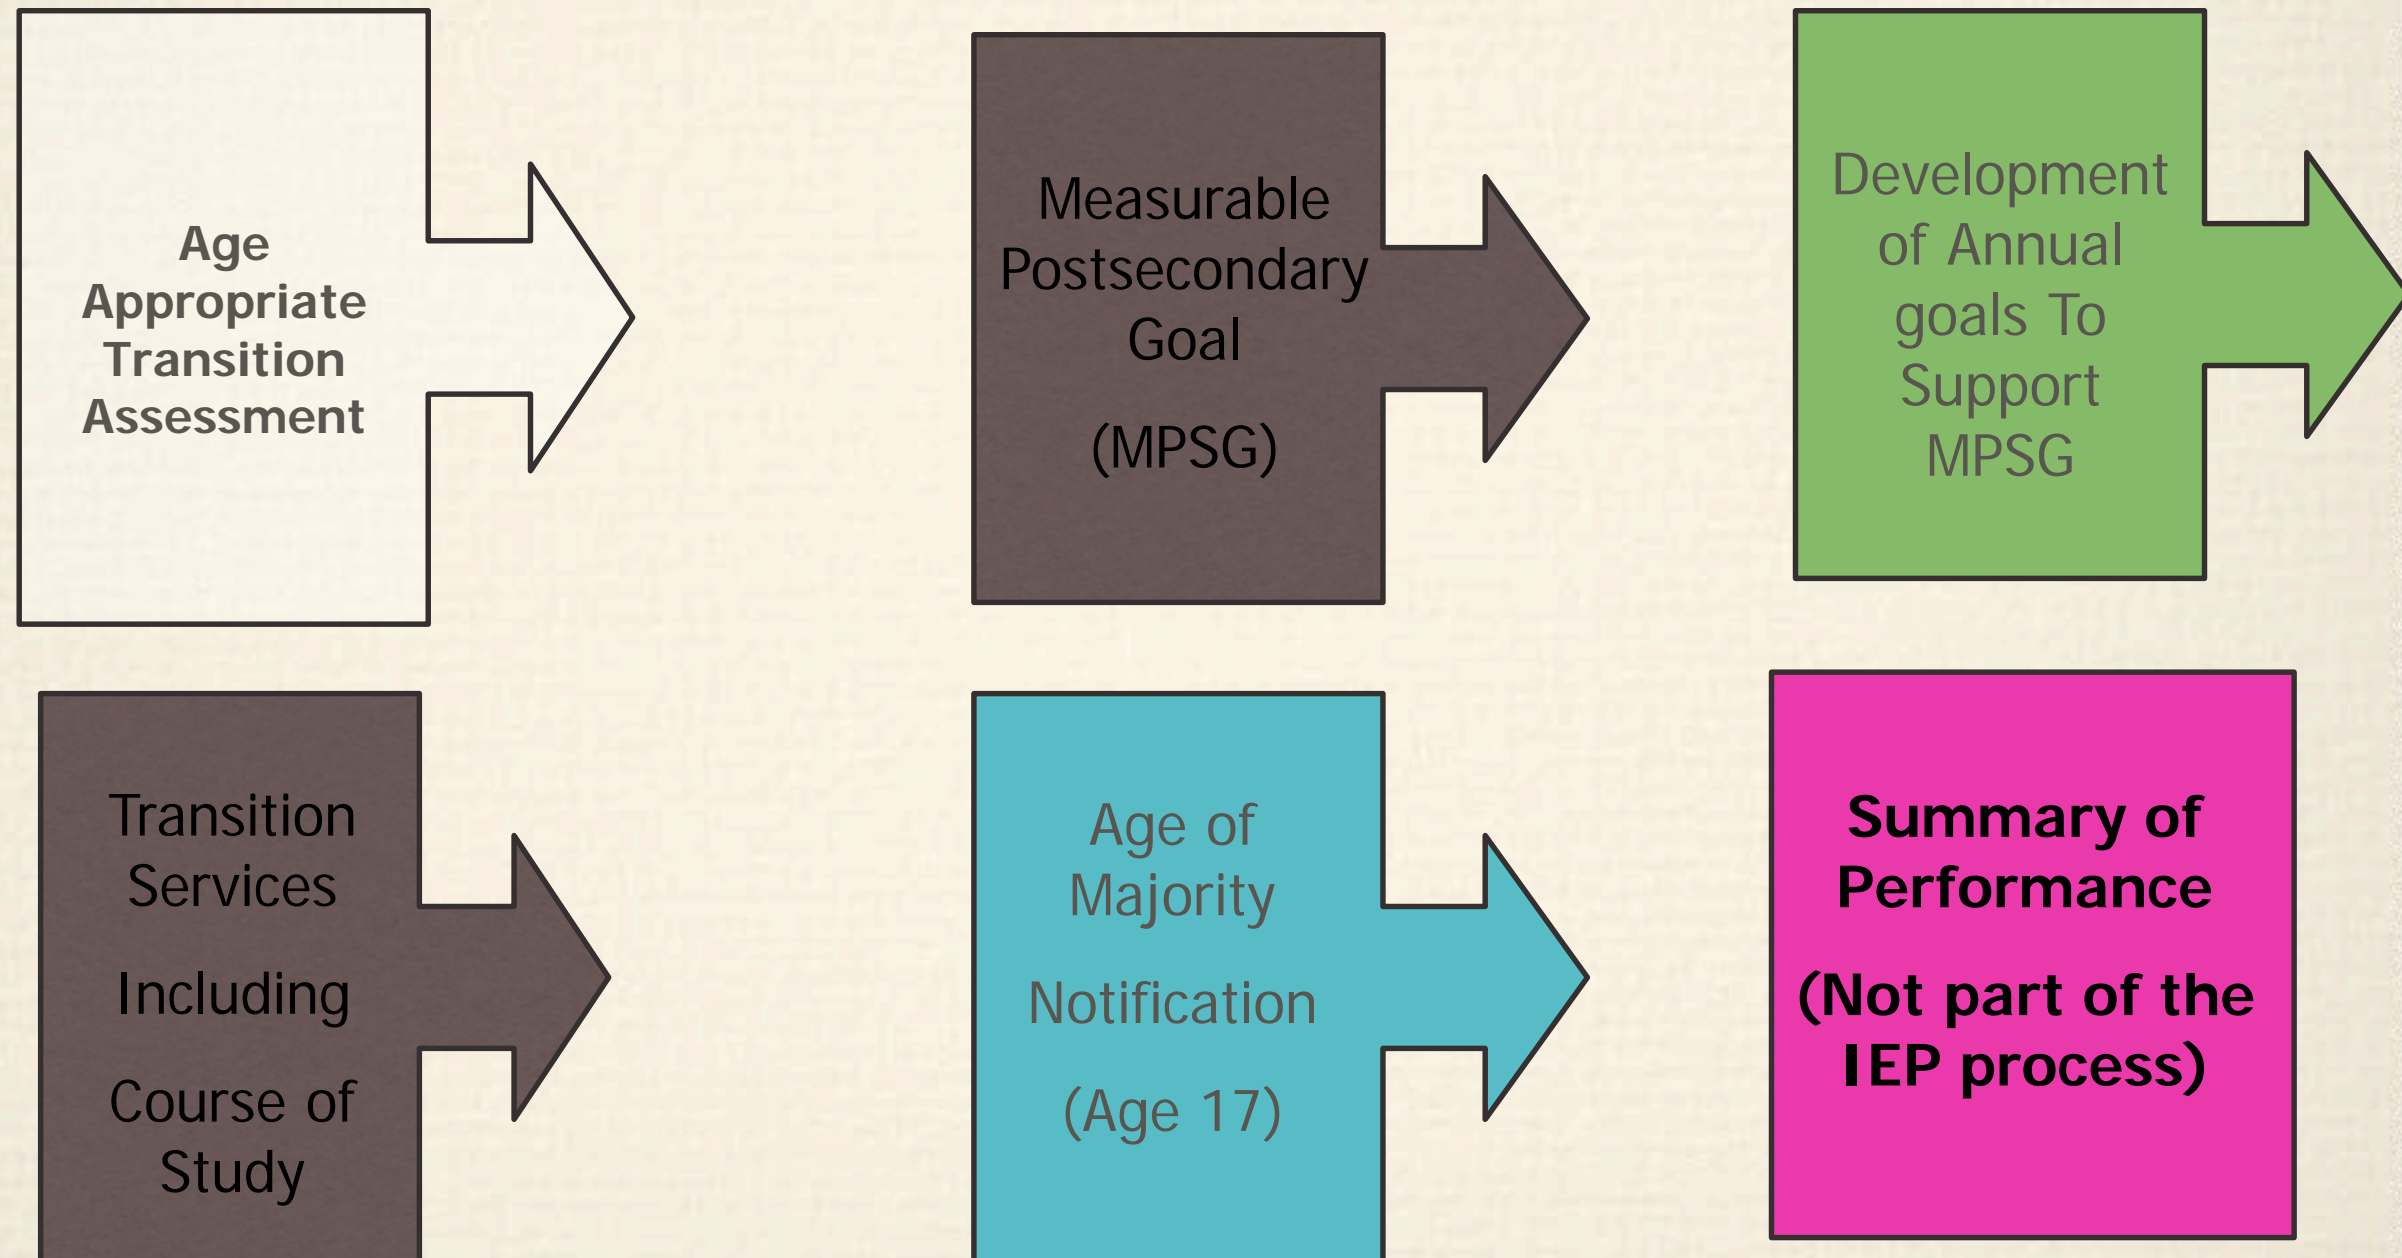 Age
Appropriate
Transition
Assessment
Measurable
Postsecondary
Goal
(MPSG)
Development
of Annual
goals To
Support
MPSG
Transition
Services
Including
Course of
Study
Age of
Majority
Notification
(Age 17)
Summary of
Performance
(Not part of the
IEP process)